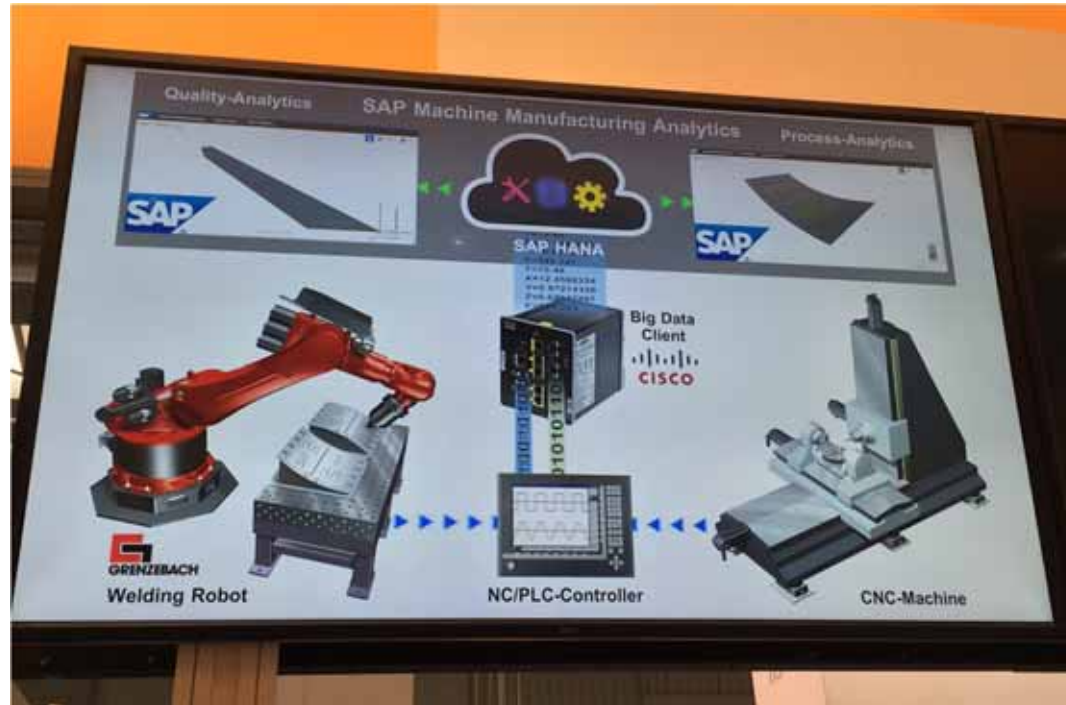 Quality-Analytics
SAP Machine Manufacturing Analytics
Process-Analytics
SAP
SAP
SAP HANA
Big Data
Client
CISCO
GRENZEBACH
Welding Robot
NC/PLC-Controller
CNC-Machine